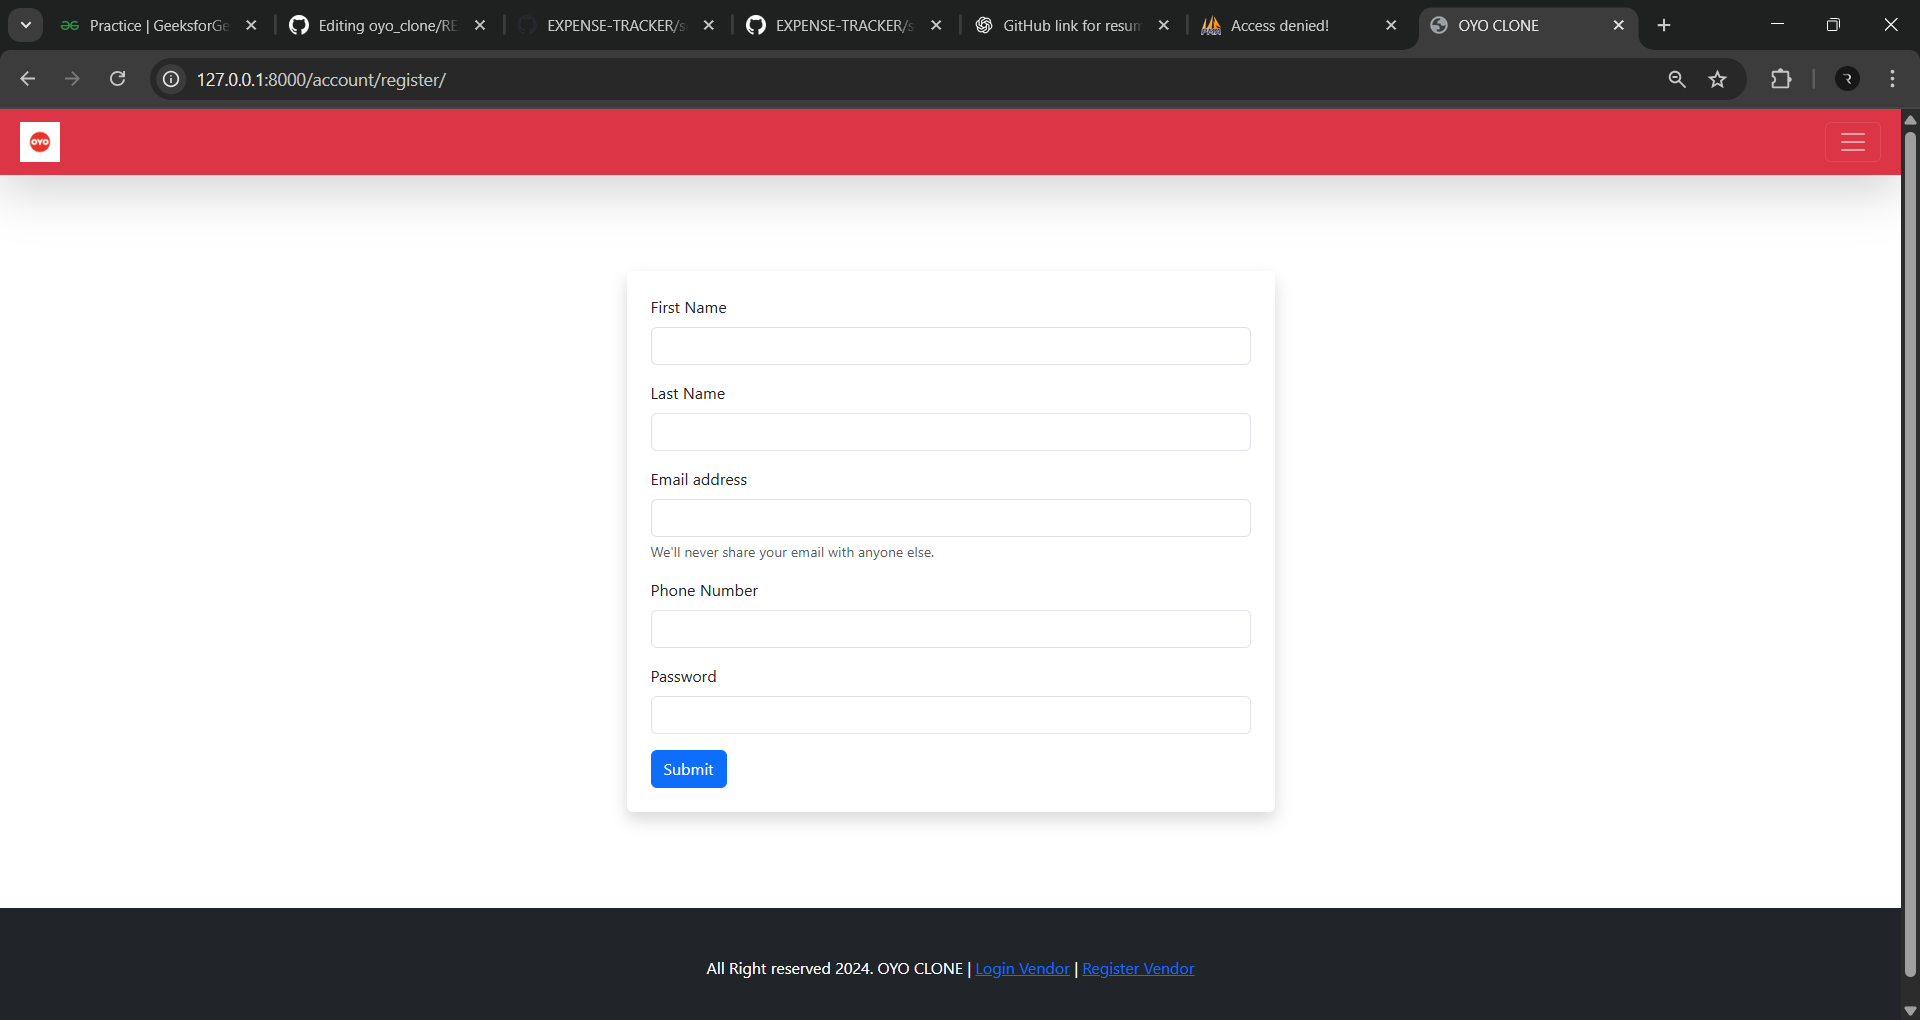 Practice | GeeksforGe
Editing oyo_clone/RE
EXPENSE-TRACKER/s
EXPENSE-TRACKER/s
GitHub link for resum
Access denied!
OYO CLONE
127.0.0.1:8000/account/register/
OYO
First Name
Last Name
Email address
We'll never share your email with anyone else.
Phone Number
Password
Submit
All Right reserved 2024. OYO CLONE | Login Vendor | Register Vendor